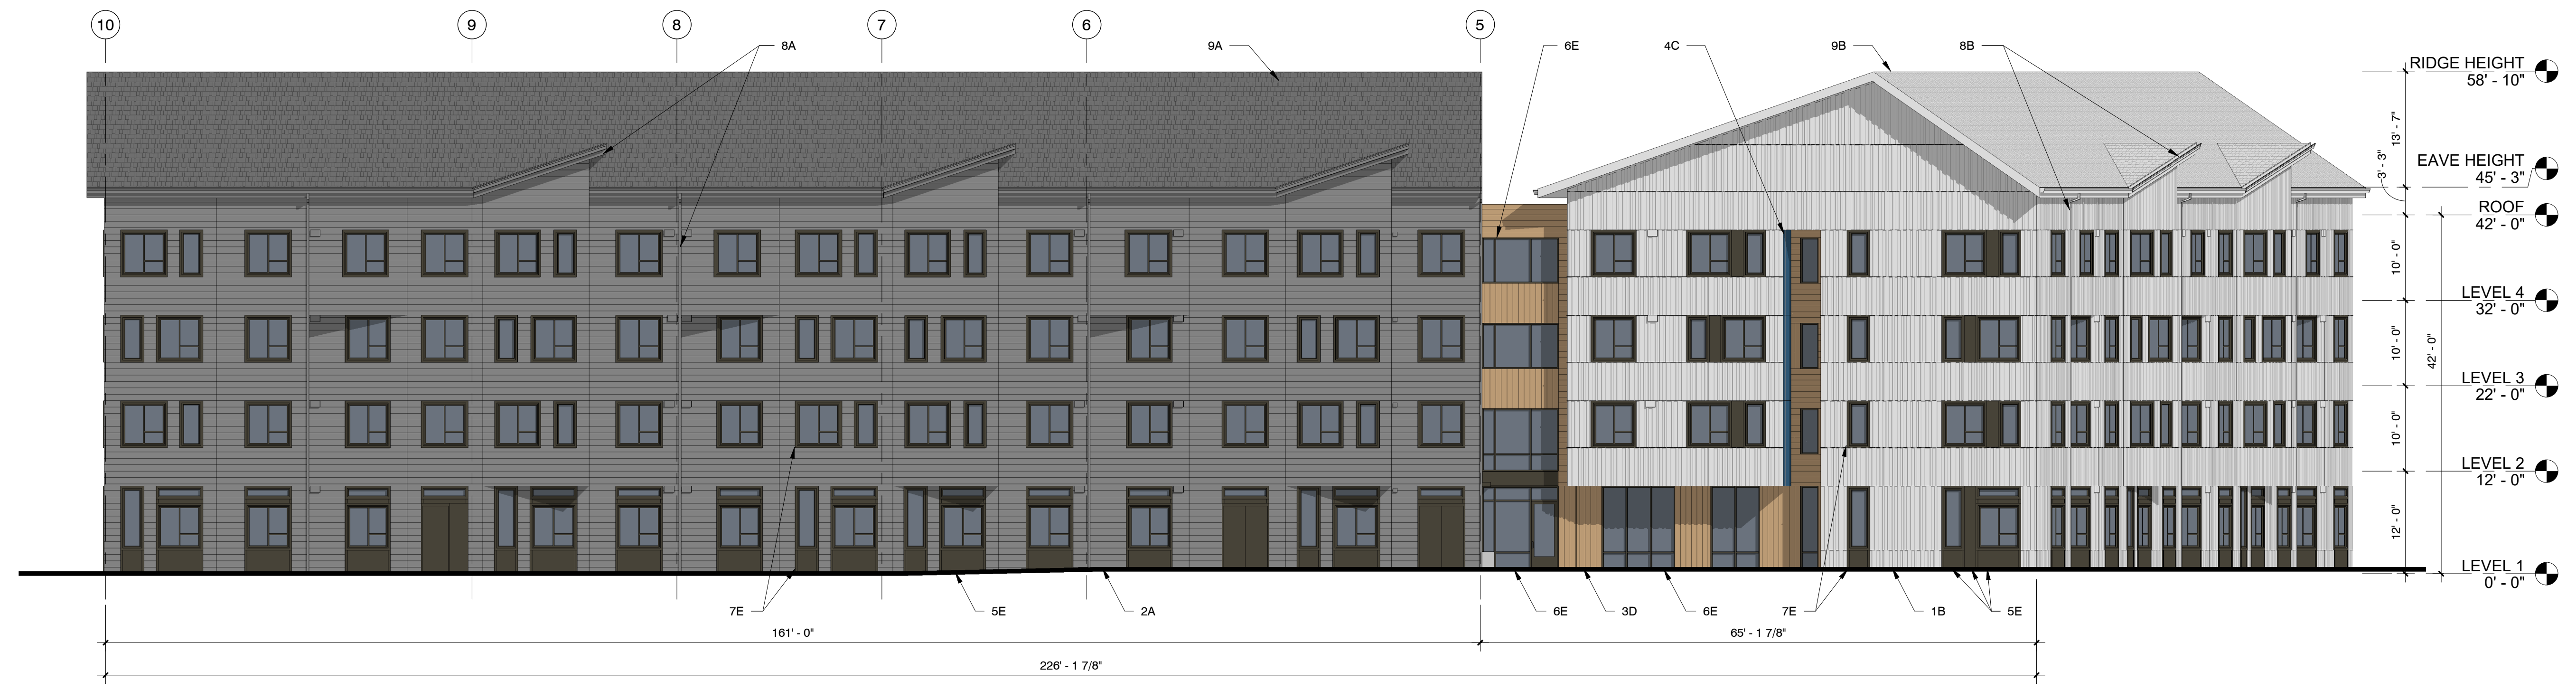 10
9
8
7
6
5
8A
9A
6E
4C
9B
8B
RIDGE HEIGHT
58' - 10"
13' - 7"
EAVE HEIGHT
45' - 3"
3' - 3"
ROOF
42' - 0"
10' - 0"
LEVEL 4
32' - 0"
10' - 0"
42' - 0"
LEVEL 3
22' - 0"
10' - 0"
LEVEL 2
12' - 0"
12' - 0"
LEVEL 1
0' - 0"
7E
5E
2A
6E
3D
6E
7E
1B
5E
161' - 0"
65' - 1 7/8"
226' - 1 7/8"